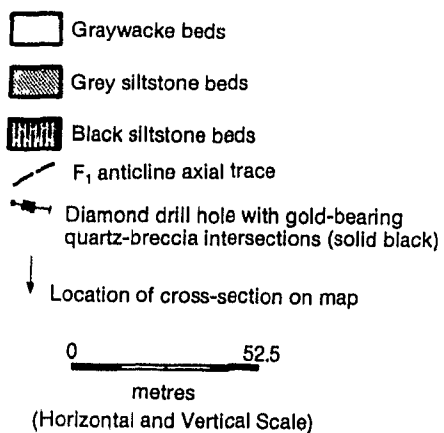 Graywacke beds
Grey siltstone beds
Black siltstone beds
F₁ anticline axial trace
Diamond drill hole with gold-bearing
quartz-breccia intersections (solid black)
Location of cross-section on map
0 52.5
metres
(Horizontal and Vertical Scale)